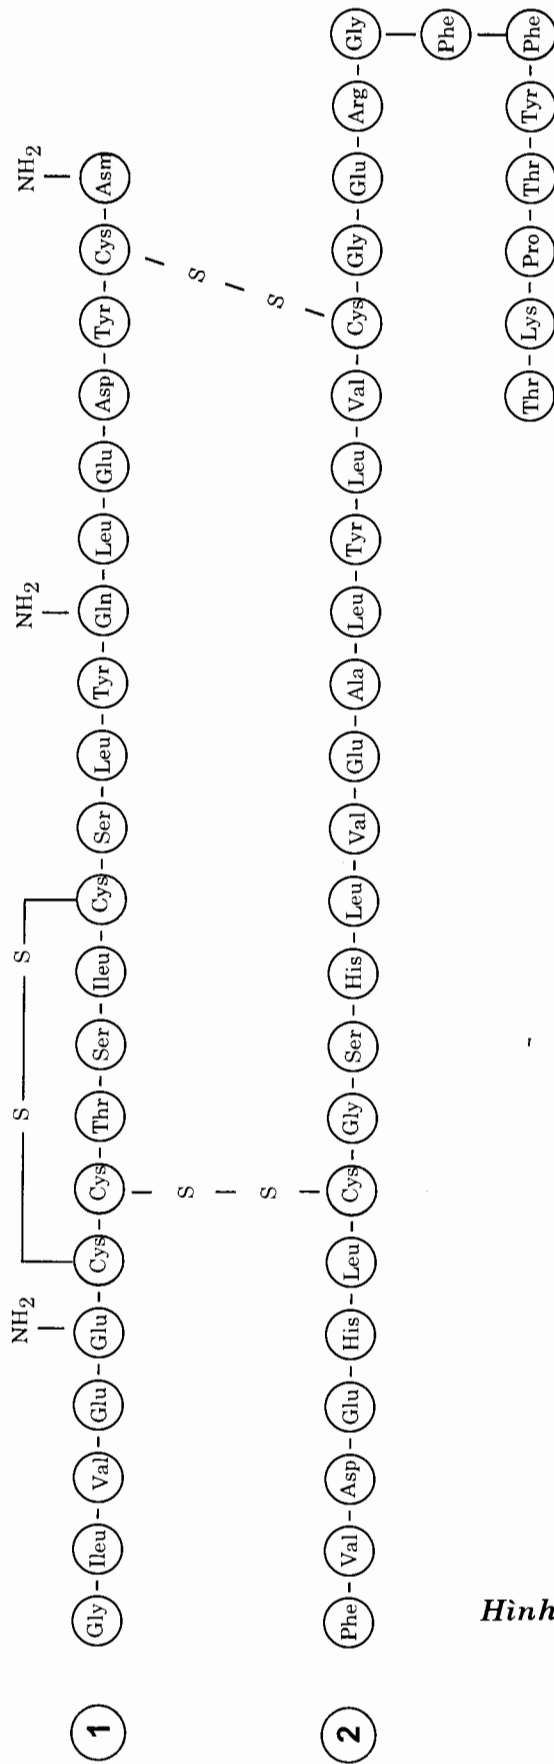 NH2 NH2 NH2
S S
1 Gly Ileu Val Glu Glu Cys Cys Thr Ser Ileu Cys Ser Leu Tyr Gln Leu Glu Asp Tyr Cys Asm
S S
S S
2 Phe Val Asp Glu His Leu Cys Gly Ser His Leu Val Glu Ala Leu Tyr Leu Val Cys Gly Glu Arg Gly
Phe
Thr Lys Pro Thr Tyr Phe
Hình